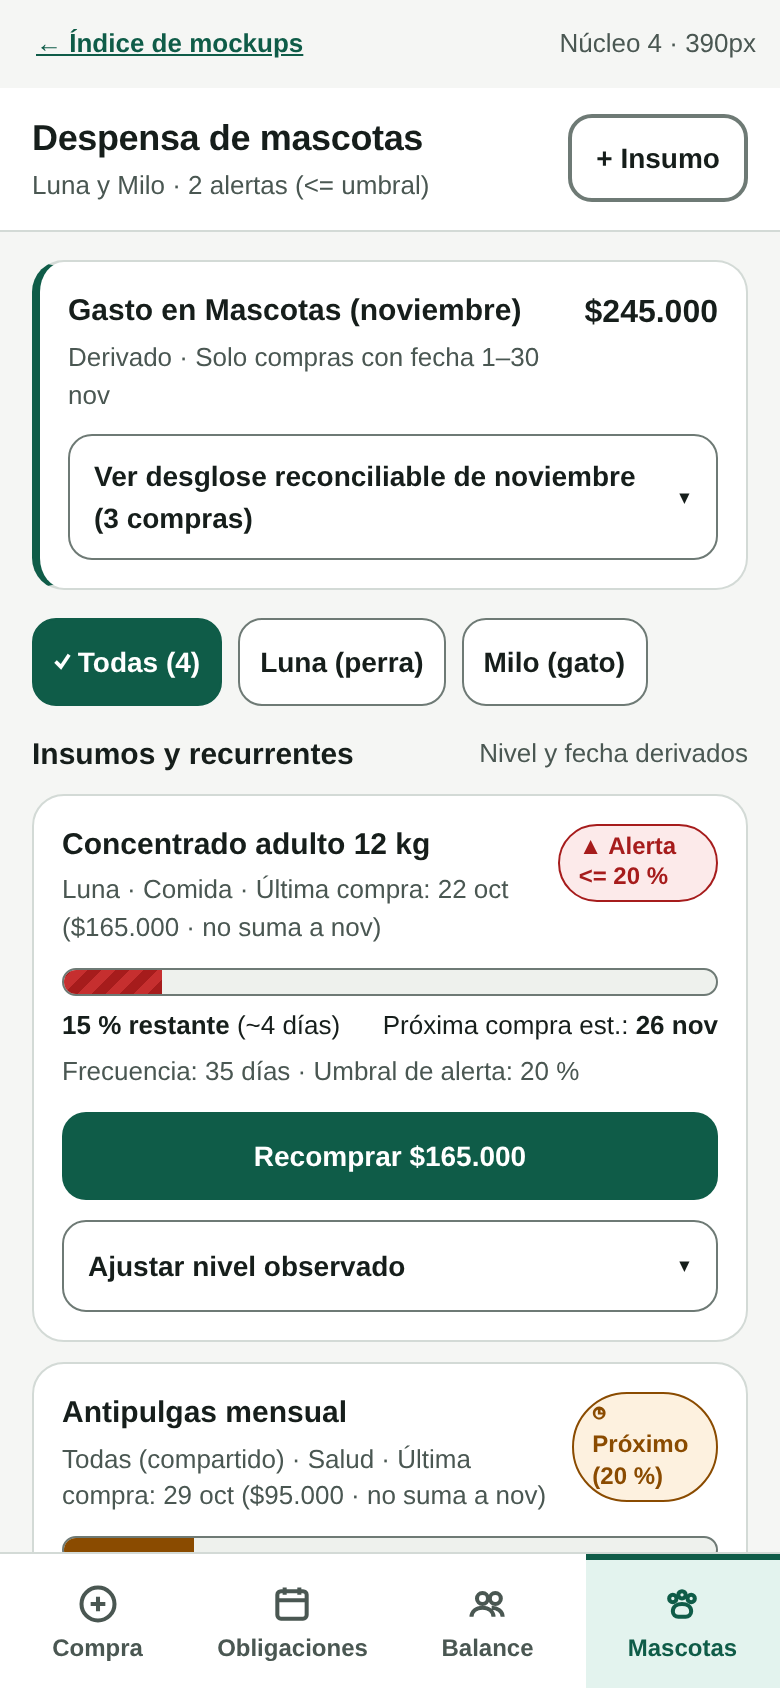 ← Índice de mockups
Núcleo 4 · 390px
Despensa de mascotas
+ Insumo
Luna y Milo · 2 alertas (<= umbral)
Gasto en Mascotas (noviembre)
$245.000
Derivado · Solo compras con fecha 1–30
nov
Ver desglose reconciliable de noviembre
(3 compras)
▼
✓ Todas (4)
Luna (perra)
Milo (gato)
Insumos y recurrentes
Nivel y fecha derivados
Concentrado adulto 12 kg
▲ Alerta
<= 20 %
Luna · Comida · Última compra: 22 oct
($165.000 · no suma a nov)
15 % restante (~4 días)
Próxima compra est.: 26 nov
Frecuencia: 35 días · Umbral de alerta: 20 %
Recomprar $165.000
Ajustar nivel observado
▼
Antipulgas mensual
Próximo
(20 %)
Todas (compartido) · Salud · Última
compra: 29 oct ($95.000 · no suma a nov)
Compra
Obligaciones
Balance
Mascotas